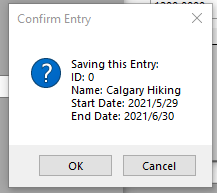 Confirm Entry
Saving this Entry:
ID: 0
Name: Calgary Hiking
Start Date: 2021/5/29
End Date: 2021/6/30
OK
Cancel